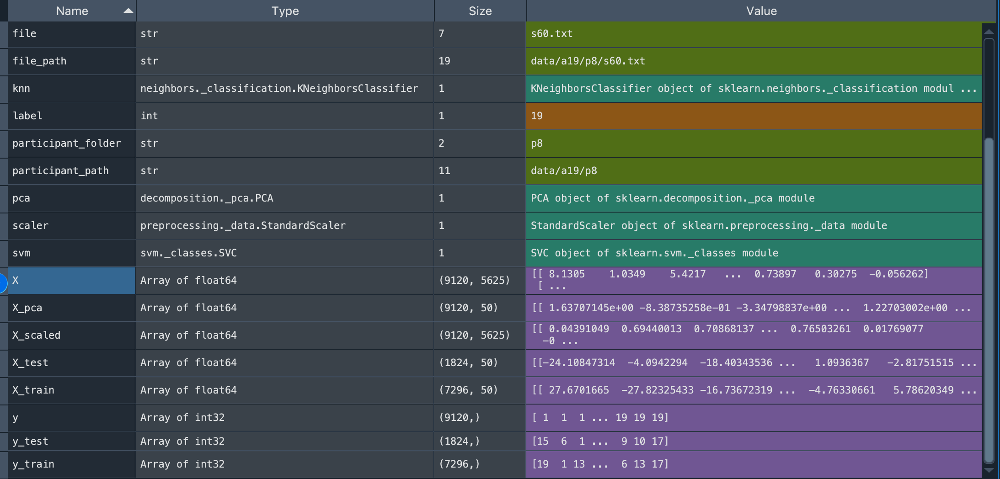 Name Type Size Value
file str 7 s60.txt
file_path str 19 data/a19/p8/s60.txt
knn neighbors._classification.KNeighborsClassifier 1 KNeighborsClassifier object of sklearn.neighbors._classification modul ...
label int 1 19
participant_folder str 2 p8
participant_path str 11 data/a19/p8
pca decomposition._pca.PCA 1 PCA object of sklearn.decomposition._pca module
scaler preprocessing._data.StandardScaler 1 StandardScaler object of sklearn.preprocessing._data module
svm svm._classes.SVC 1 SVC object of sklearn.svm._classes module
X Array of float64 (9120, 5625) [[ 8.1305 1.0349 5.4217 ... 0.73897 0.30275 -0.056262]
[ ...
X_pca Array of float64 (9120, 50) [[ 1.63707145e+00 -8.38735258e-01 -3.34798837e+00 ... 1.22703002e+00 ...
X_scaled Array of float64 (9120, 5625) [[ 0.04391049 0.69440013 0.70868137 ... 0.76503261 0.01769077
-0 ...
X_test Array of float64 (1824, 50) [[-24.10847314 -4.0942294 -18.40343536 ... 1.0936367 -2.81751515 ...
X_train Array of float64 (7296, 50) [[ 27.6701665 -27.82325433 -16.73672319 ... -4.76330661 5.78620349 ...
y Array of int32 (9120,) [ 1 1 1 ... 19 19 19]
y_test Array of int32 (1824,) [15 6 1 ... 9 10 17]
y_train Array of int32 (7296,) [19 1 13 ... 6 13 17]